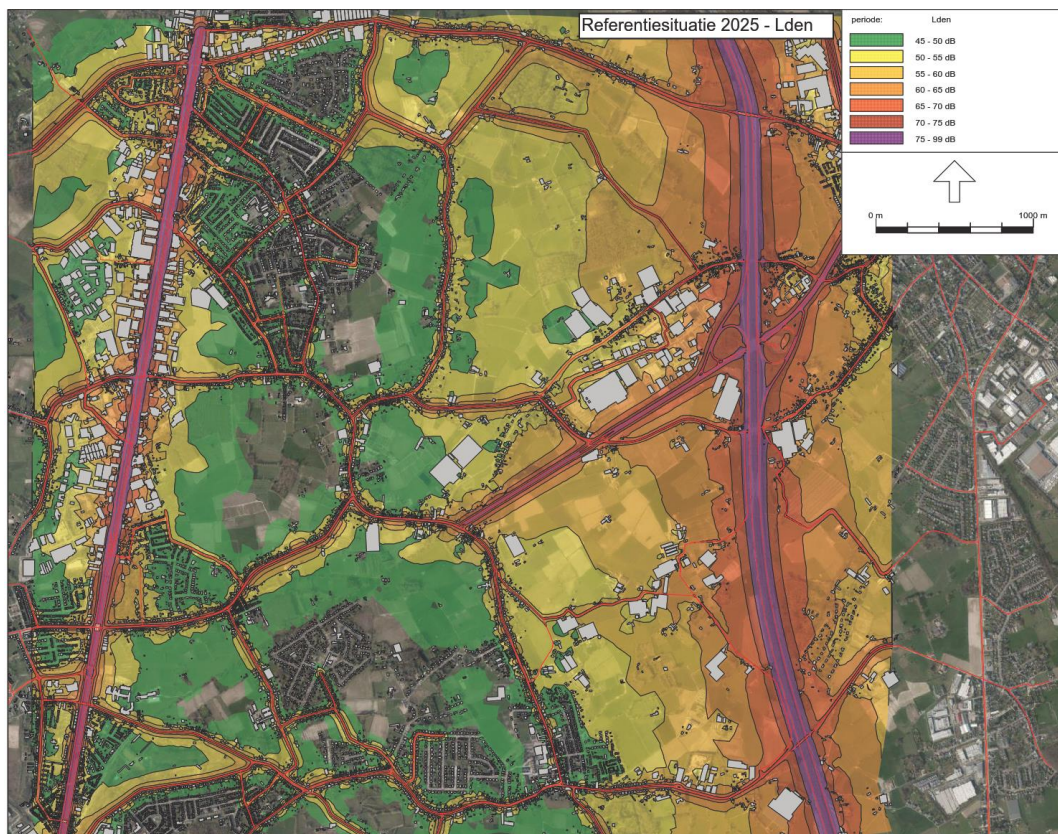 Referentiesituatie 2025 - Lden
periode: Lden
45 - 50 dB
50 - 55 dB
55 - 60 dB
60 - 65 dB
65 - 70 dB
70 - 75 dB
75 - 99 dB
0 m 1000 m